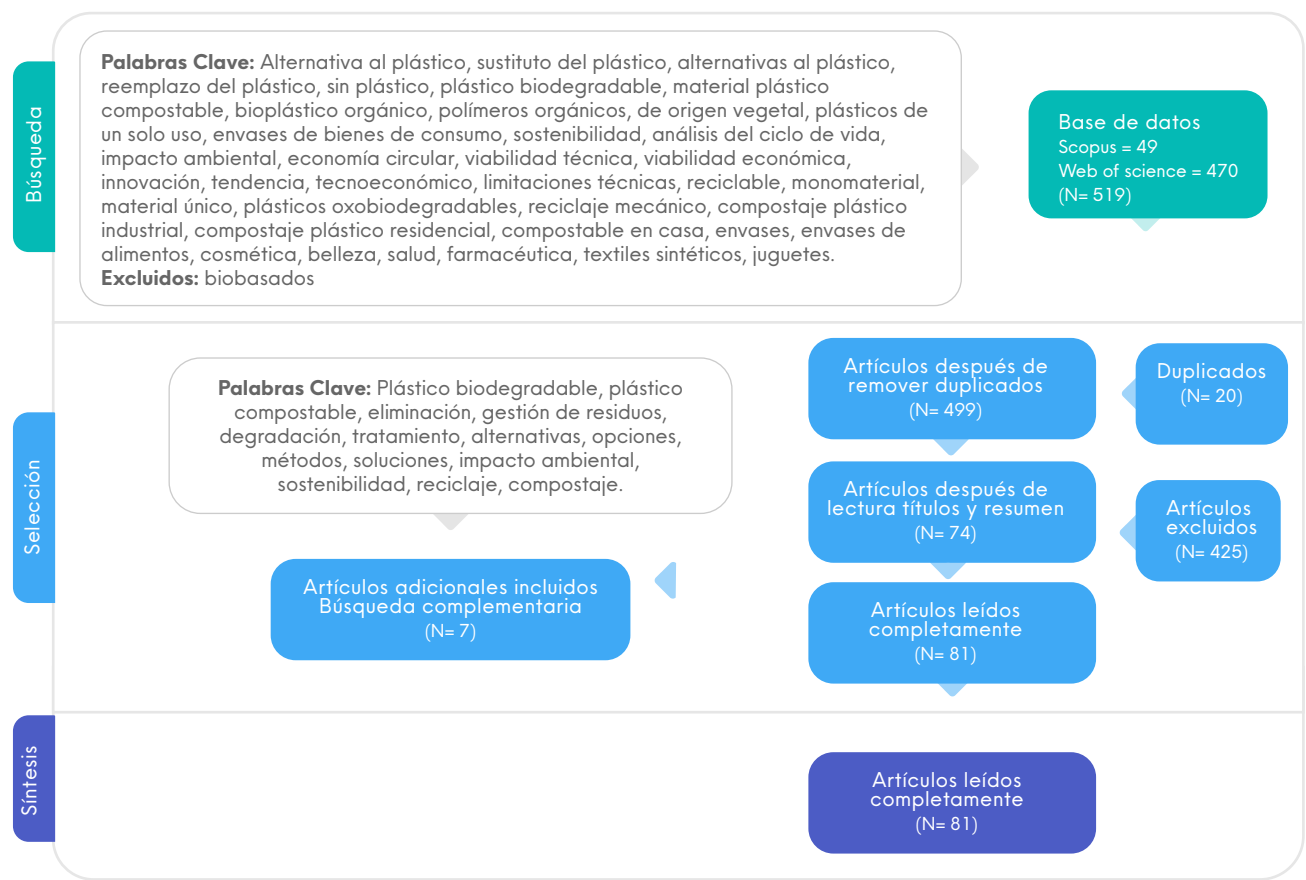 Búsqueda
Palabras Clave: Alternativa al plástico, sustituto del plástico, alternativas al plástico,
reemplazo del plástico, sin plástico, plástico biodegradable, material plástico
compostable, bioplástico orgánico, polímeros orgánicos, de origen vegetal, plásticos de
un solo uso, envases de bienes de consumo, sostenibilidad, análisis del ciclo de vida,
impacto ambiental, economía circular, viabilidad técnica, viabilidad económica,
innovación, tendencia, tecnoeconómico, limitaciones técnicas, reciclable, monomaterial,
material único, plásticos oxobiodegradables, reciclaje mecánico, compostaje plástico
industrial, compostaje plástico residencial, compostable en casa, envases, envases de
alimentos, cosmética, belleza, salud, farmacéutica, textiles sintéticos, juguetes.
Excluidos: biobasados
Base de datos
Scopus = 49
Web of science = 470
(N= 519)
Selección
Palabras Clave: Plástico biodegradable, plástico
compostable, eliminación, gestión de residuos,
degradación, tratamiento, alternativas, opciones,
métodos, soluciones, impacto ambiental,
sostenibilidad, reciclaje, compostaje.
Artículos adicionales incluidos
Búsqueda complementaria
(N= 7)
Artículos después de
remover duplicados
(N= 499)
Duplicados
(N= 20)
Artículos después de
lectura títulos y resumen
(N= 74)
Artículos
excluidos
(N= 425)
Artículos leídos
completamente
(N= 81)
Síntesis
Artículos leídos
completamente
(N= 81)